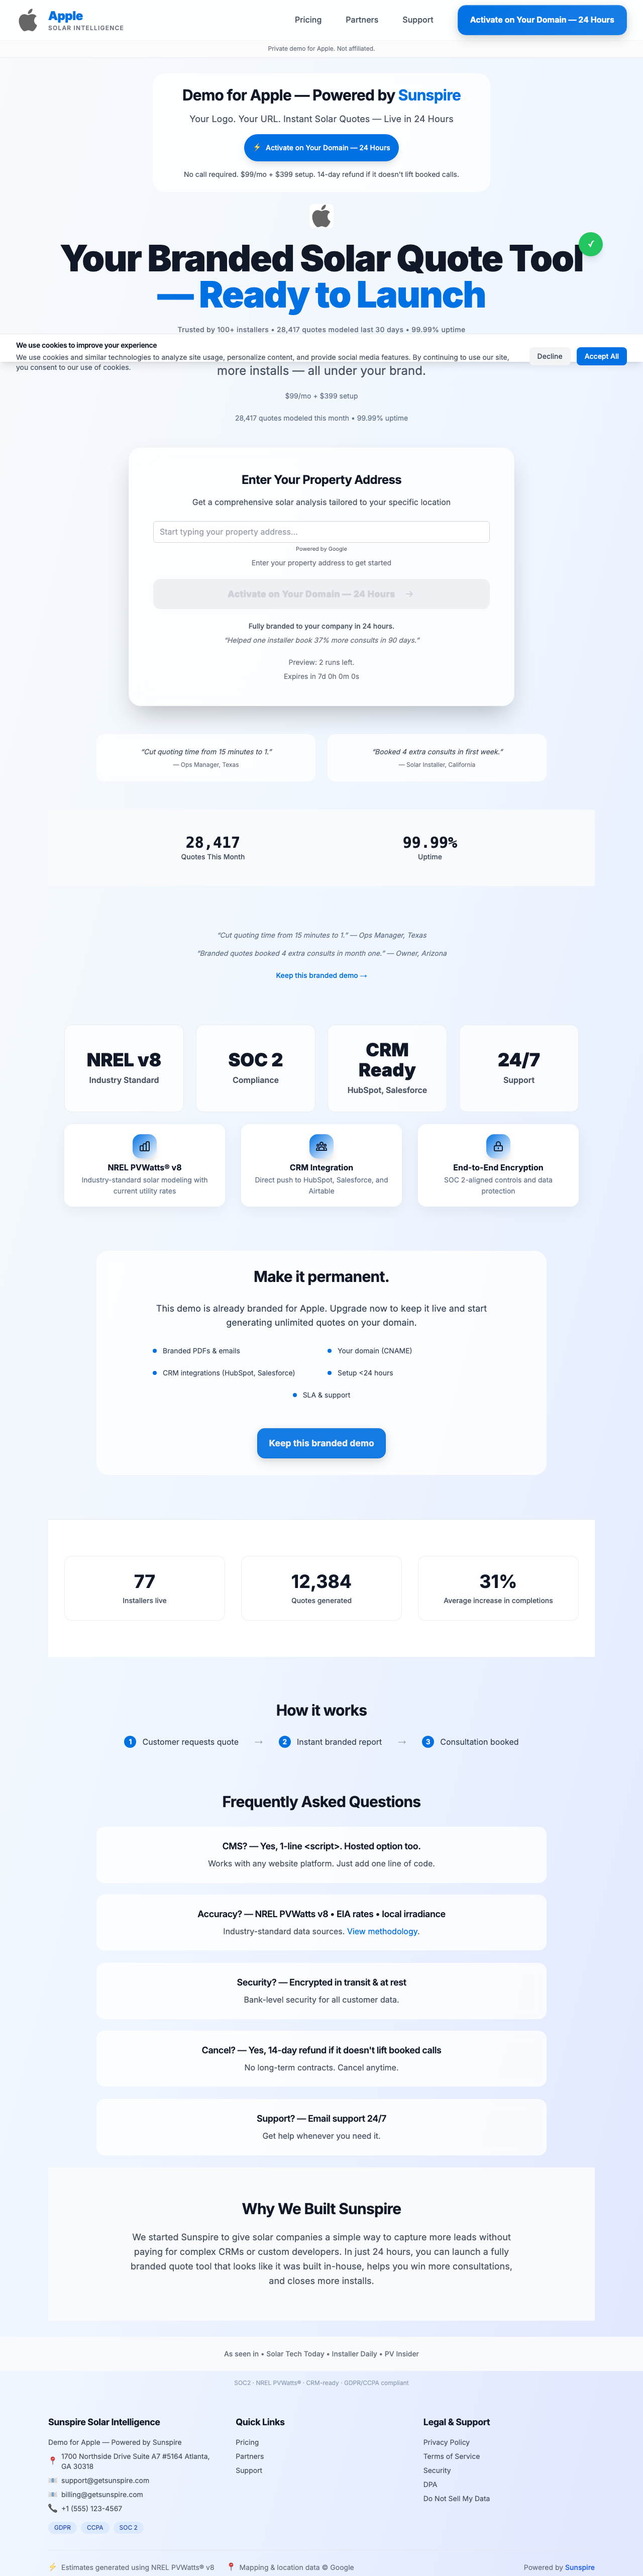 Apple
SOLAR INTELLIGENCE
Pricing
Partners
Support
Activate on Your Domain — 24 Hours
Private demo for Apple. Not affiliated.
Demo for Apple — Powered by Sunspire
Your Logo. Your URL. Instant Solar Quotes — Live in 24 Hours
⚡ Activate on Your Domain — 24 Hours
No call required. $99/mo + $399 setup. 14-day refund if it doesn't lift booked calls.
Your Branded Solar Quote Tool
— Ready to Launch
Trusted by 100+ installers • 28,417 quotes modeled last 30 days • 99.99% uptime
We use cookies to improve your experience
We use cookies and similar technologies to analyze site usage, personalize content, and provide social media features. By continuing to use our site,
you consent to our use of cookies.
Decline
Accept All
more installs — all under your brand.
$99/mo + $399 setup
28,417 quotes modeled this month • 99.99% uptime
Enter Your Property Address
Get a comprehensive solar analysis tailored to your specific location
Start typing your property address...
Powered by Google
Enter your property address to get started
Activate on Your Domain — 24 Hours →
Fully branded to your company in 24 hours.
"Helped one installer book 37% more consults in 90 days."
Preview: 2 runs left.
Expires in 7d 0h 0m 0s
"Cut quoting time from 15 minutes to 1."
— Ops Manager, Texas
"Booked 4 extra consults in first week."
— Solar Installer, California
28,417
Quotes This Month
99.99%
Uptime
"Cut quoting time from 15 minutes to 1." — Ops Manager, Texas
"Branded quotes booked 4 extra consults in month one." — Owner, Arizona
Keep this branded demo →
NREL v8
Industry Standard
SOC 2
Compliance
CRM
Ready
HubSpot, Salesforce
24/7
Support
NREL PVWatts® v8
Industry-standard solar modeling with
current utility rates
CRM Integration
Direct push to HubSpot, Salesforce, and
Airtable
End-to-End Encryption
SOC 2-aligned controls and data
protection
Make it permanent.
This demo is already branded for Apple. Upgrade now to keep it live and start
generating unlimited quotes on your domain.
Branded PDFs & emails
Your domain (CNAME)
CRM integrations (HubSpot, Salesforce)
Setup <24 hours
SLA & support
Keep this branded demo
77
Installers live
12,384
Quotes generated
31%
Average increase in completions
How it works
1 Customer requests quote → 2 Instant branded report → 3 Consultation booked
Frequently Asked Questions
CMS? — Yes, 1-line <script>. Hosted option too.
Works with any website platform. Just add one line of code.
Accuracy? — NREL PVWatts v8 • EIA rates • local irradiance
Industry-standard data sources. View methodology.
Security? — Encrypted in transit & at rest
Bank-level security for all customer data.
Cancel? — Yes, 14-day refund if it doesn't lift booked calls
No long-term contracts. Cancel anytime.
Support? — Email support 24/7
Get help whenever you need it.
Why We Built Sunspire
We started Sunspire to give solar companies a simple way to capture more leads without
paying for complex CRMs or custom developers. In just 24 hours, you can launch a fully
branded quote tool that looks like it was built in-house, helps you win more consultations,
and closes more installs.
As seen in • Solar Tech Today • Installer Daily • PV Insider
SOC2 · NREL PVWatts® · CRM-ready · GDPR/CCPA compliant
Sunspire Solar Intelligence
Demo for Apple — Powered by Sunspire
1700 Northside Drive Suite A7 #5164 Atlanta,
GA 30318
support@getsunspire.com
billing@getsunspire.com
+1 (555) 123-4567
GDPR
CCPA
SOC 2
Quick Links
Pricing
Partners
Support
Legal & Support
Privacy Policy
Terms of Service
Security
DPA
Do Not Sell My Data
⚡ Estimates generated using NREL PVWatts® v8
Mapping & location data © Google
Powered by Sunspire